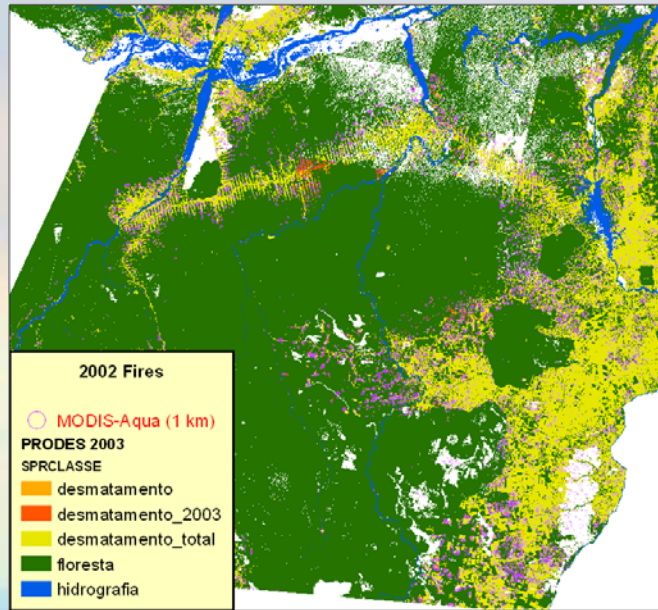 2002 Fires
MODIS-Aqua (1 km)
PRODES 2003
SPRCLASSE
desmatamento
desmatamento_2003
desmatamento_total
floresta
hidrografia